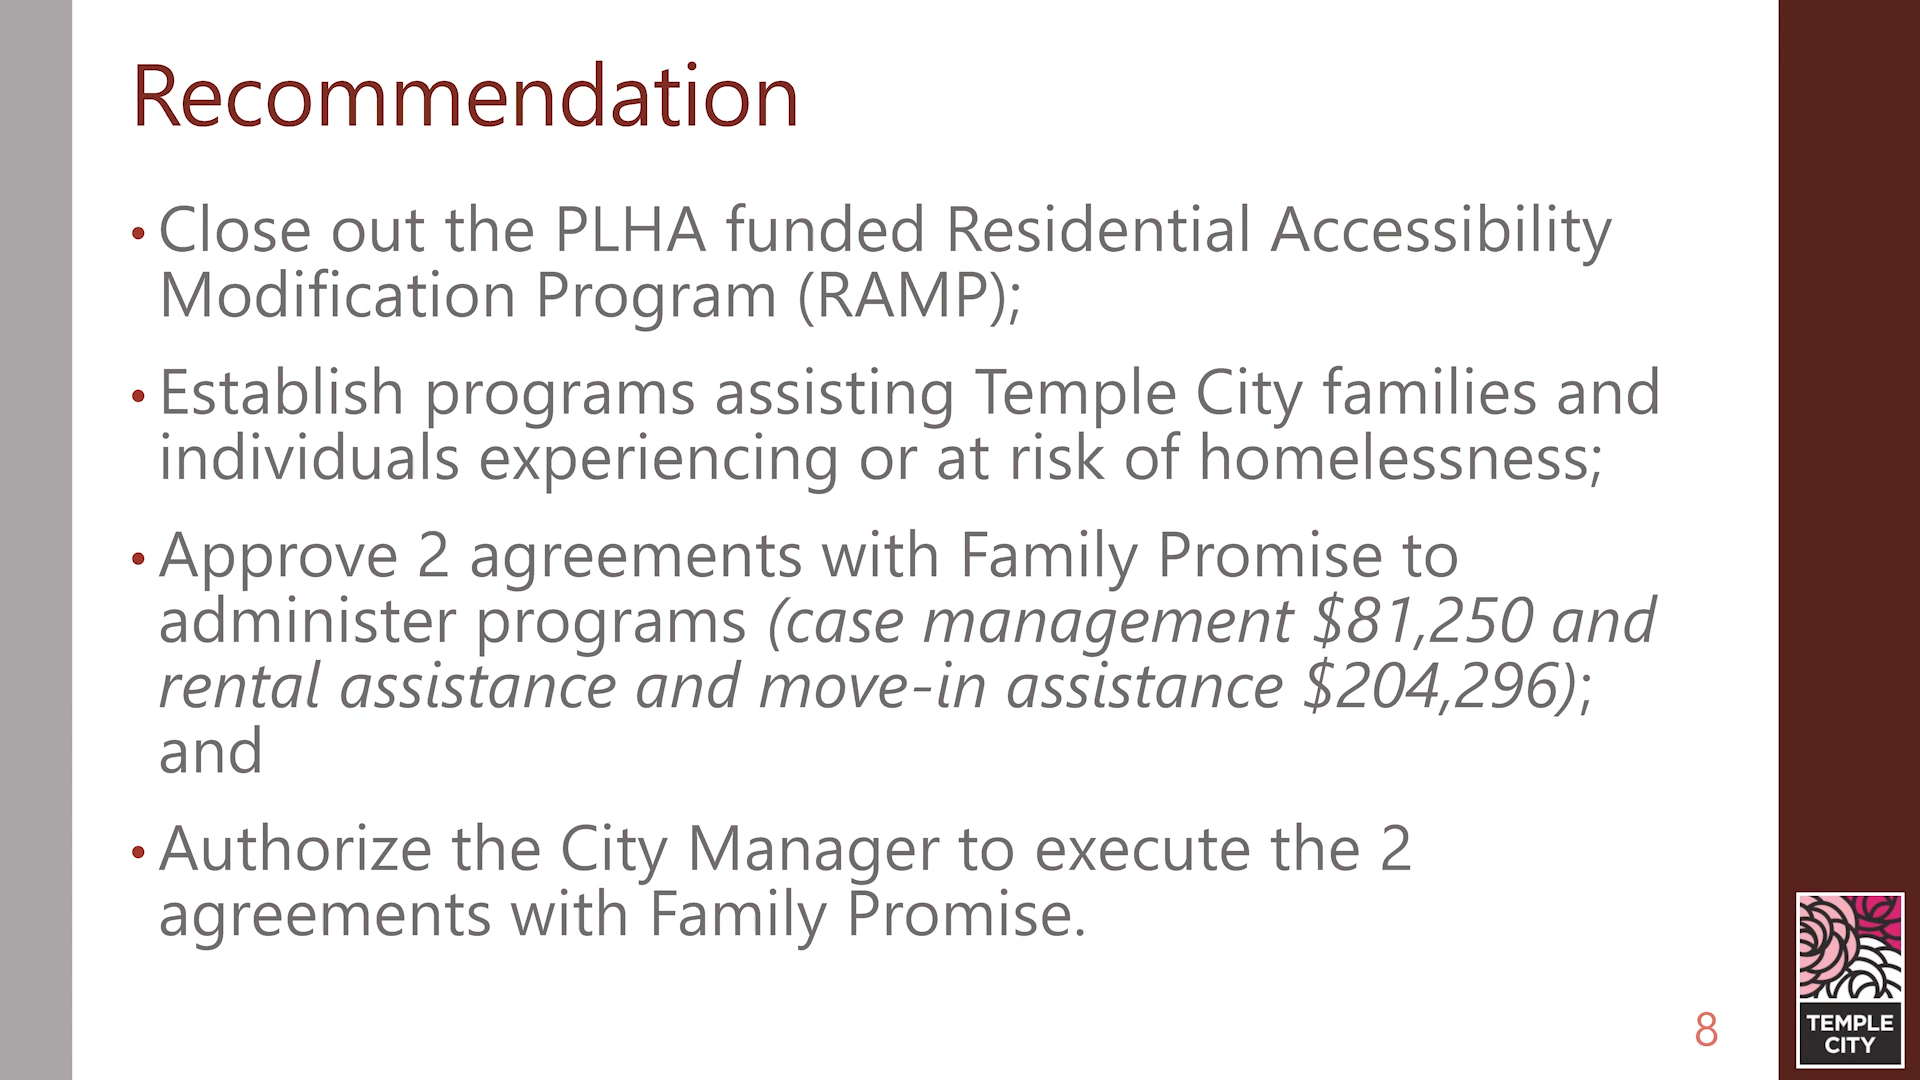 Recommendation
• Close out the PLHA funded Residential Accessibility
Modification Program (RAMP);
• Establish programs assisting Temple City families and
individuals experiencing or at risk of homelessness;
• Approve 2 agreements with Family Promise to
administer programs (case management $81,250 and
rental assistance and move-in assistance $204,296);
and
• Authorize the City Manager to execute the 2
agreements with Family Promise.
8
TEMPLE
CITY